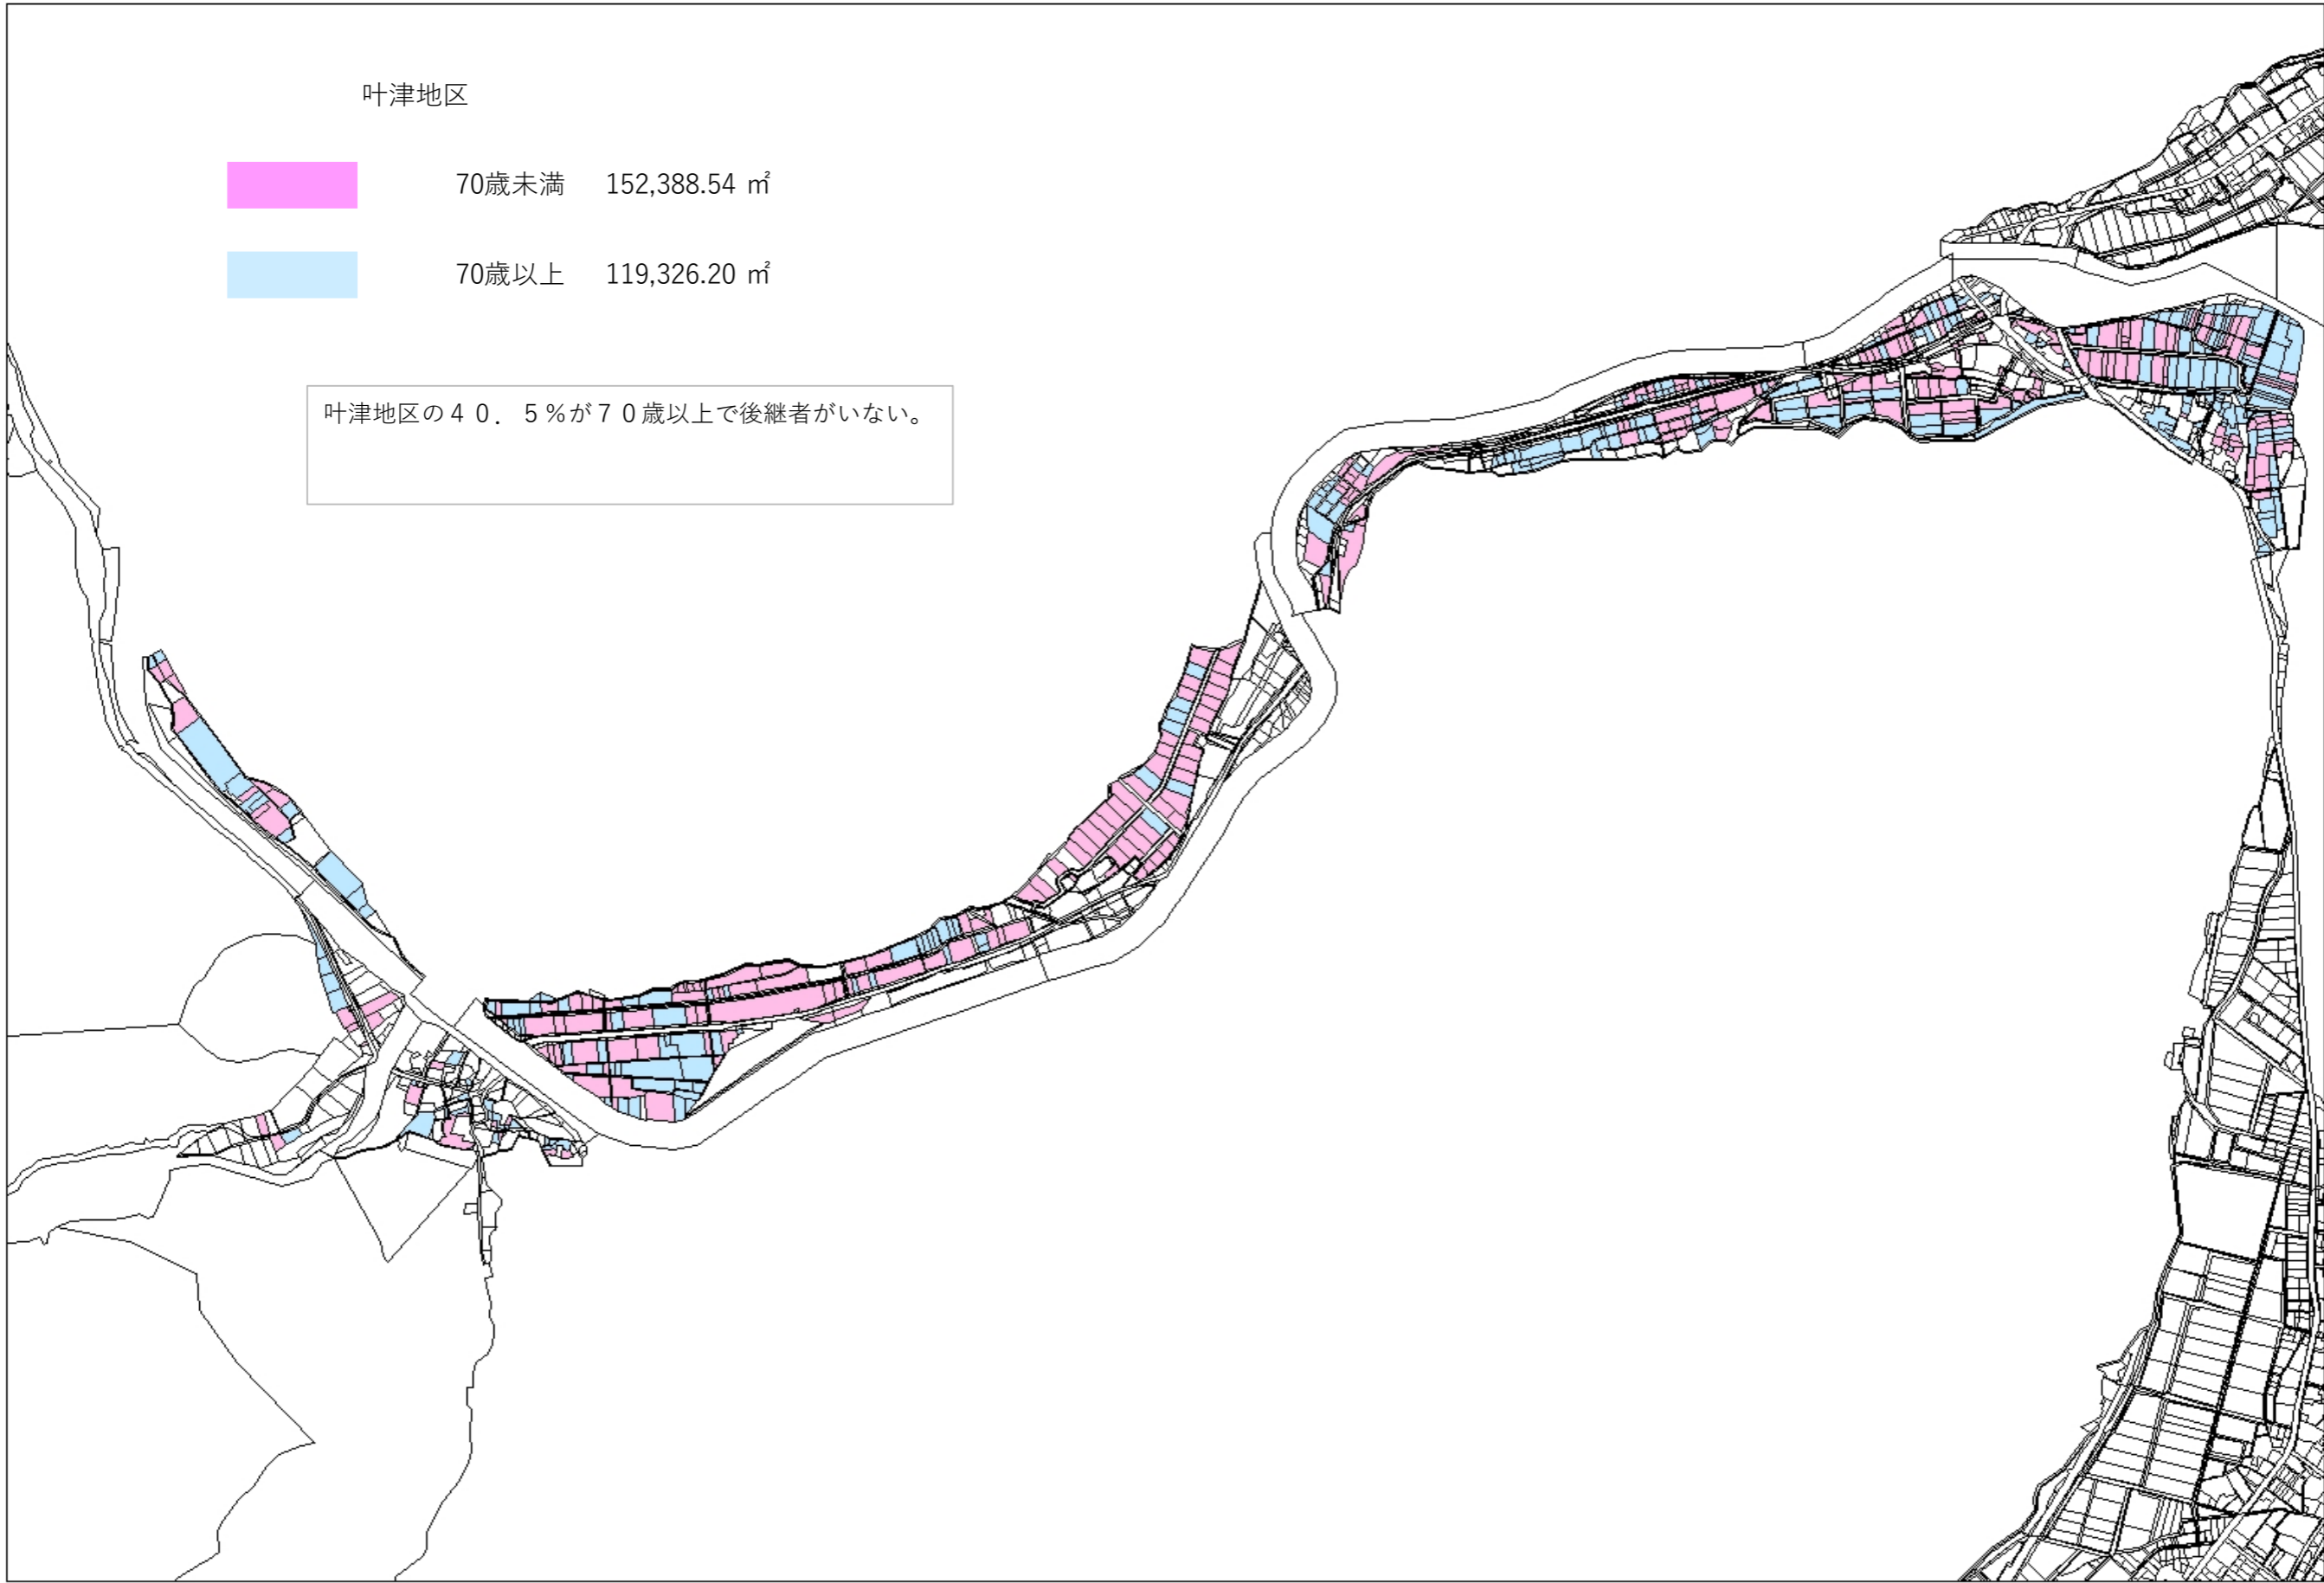 叶津地区
70歳未満 152,388.54 ㎡
70歳以上 119,326.20 ㎡
叶津地区の４０．５％が７０歳以上で後継者がいない。